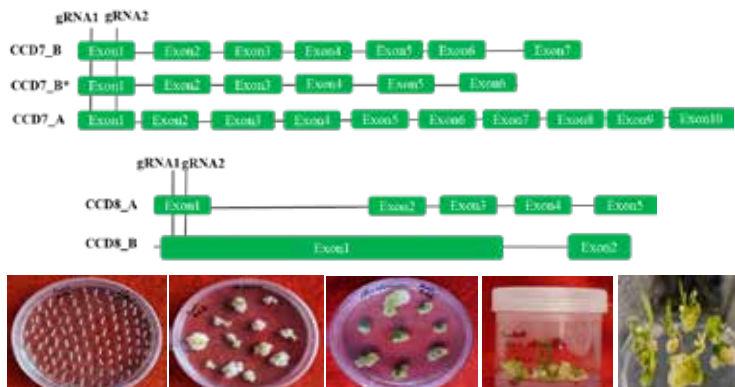 gRNA1 gRNA2
CCD7_B Exon1 Exon2 Exon3 Exon4 Exon5 Exon6 Exon7
CCD7_B* Exon1 Exon2 Exon3 Exon4 Exon5 Exon6
CCD7_A Exon1 Exon2 Exon3 Exon4 Exon5 Exon6 Exon7 Exon8 Exon9 Exon10
gRNA1 gRNA2
CCD8_A Exon1 Exon2 Exon3 Exon4 Exon5
CCD8_B Exon1 Exon2